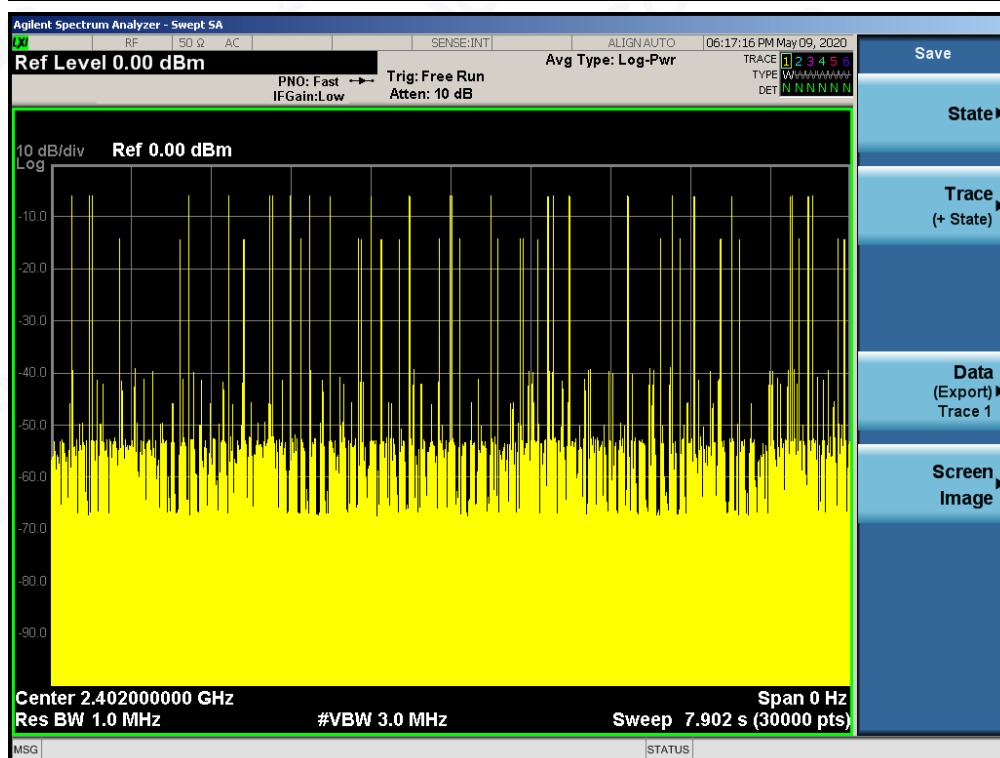 Agilent Spectrum Analyzer - Swept SA
LXI RF 50 Ω AC SENSE:INT ALIGN AUTO 06:17:16 PM May 09, 2020
Ref Level 0.00 dBm
PNO: Fast
IFGain:Low
Trig: Free Run
Atten: 10 dB
Avg Type: Log-Pwr
TRACE 1 2 3 4 5 6
TYPE WWWWWW
DET N N N N N N
10 dB/div Ref 0.00 dBm
Log
-10.0
-20.0
-30.0
-40.0
-50.0
-60.0
-70.0
-80.0
-90.0
Center 2.402000000 GHz Span 0 Hz
Res BW 1.0 MHz #VBW 3.0 MHz Sweep 7.902 s (30000 pts)
MSG STATUS
Save
State
Trace
(+ State)
Data
(Export)
Trace 1
Screen
Image